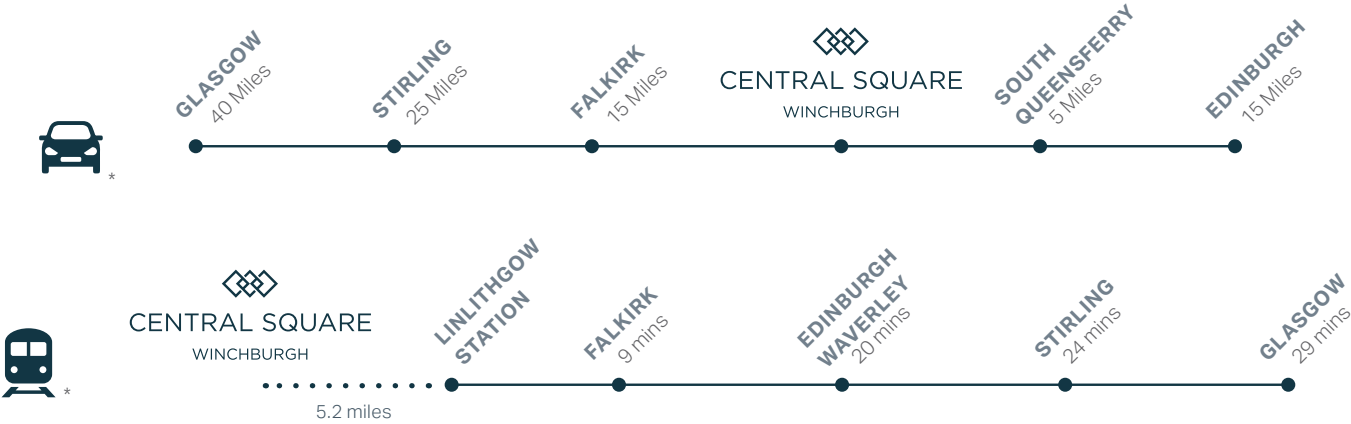 GLASGOW
40 Miles
STIRLING
25 Miles
FALKIRK
15 Miles
CENTRAL SQUARE
WINCHBURGH
SOUTH
QUEENSFERRY
5 Miles
EDINBURGH
15 Miles
*
CENTRAL SQUARE
WINCHBURGH
LINLITHGOW
STATION
FALKIRK
9 mins
EDINBURGH
WAVERLEY
20 mins
STIRLING
24 mins
GLASGOW
29 mins
*
5.2 miles